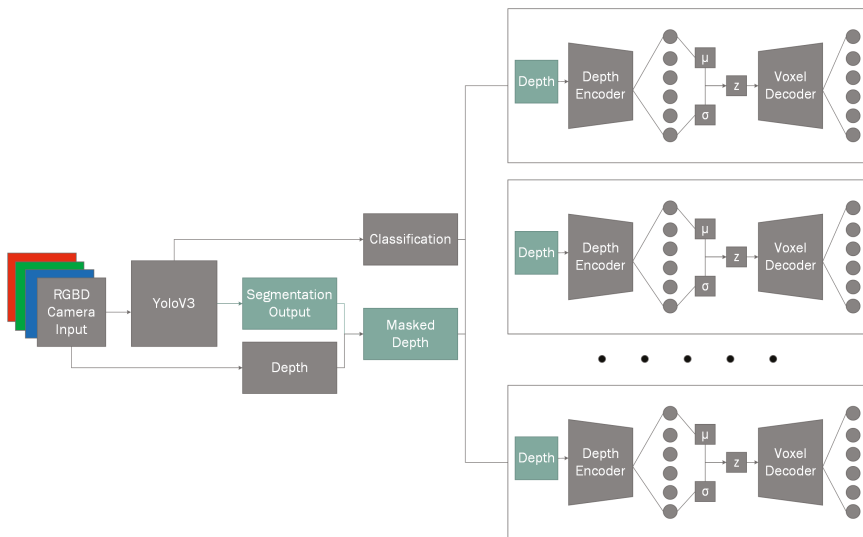 RGBD
Camera
Input
YoloV3
Segmentation
Output
Depth
Classification
Masked
Depth
Depth
Depth
Encoder
μ
σ
z
Voxel
Decoder
Depth
Depth
Encoder
μ
σ
z
Voxel
Decoder
Depth
Depth
Encoder
μ
σ
z
Voxel
Decoder